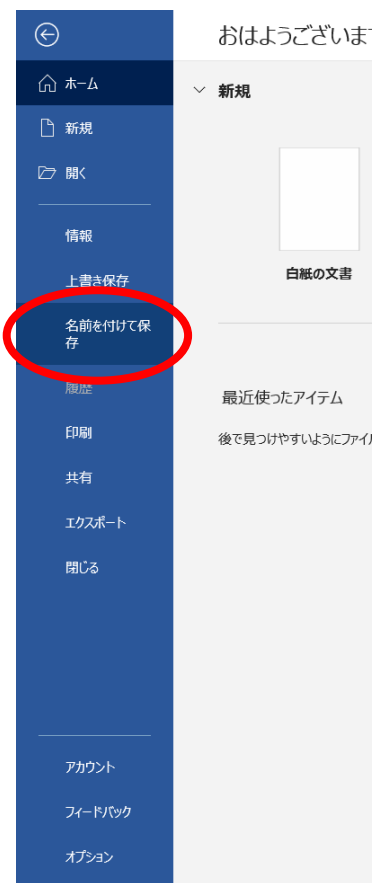 おはようございま
ホーム
新規
新規
開く
白紙の文書
情報
上書き保存
名前を付けて保
存
履歴
最近使ったアイテム
印刷
後で見つけやすいようにファイ
共有
エクスポート
閉じる
アカウント
フィードバック
オプション